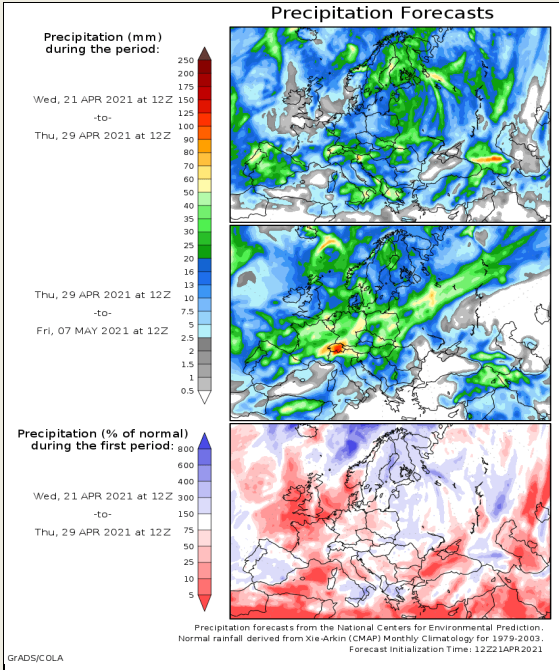 Precipitation Forecasts
Precipitation (mm)
during the period:
Wed, 21 APR 2021 at 12Z
-to-
Thu, 29 APR 2021 at 12Z
250
200
175
150
125
100
90
80
70
60
50
40
35
30
25
20
16
13
10
7.5
5
2.5
2
1.5
1
0.5
Thu, 29 APR 2021 at 12Z
-to-
Fri, 07 MAY 2021 at 12Z
Precipitation (% of normal)
during the first period:
Wed, 21 APR 2021 at 12Z
-to-
Thu, 29 APR 2021 at 12Z
800
600
400
300
150
75
50
25
10
5
Precipitation forecasts from the National Centers for Environmental Prediction.
Normal rainfall derived from Xie-Arkin (CMAP) Monthly Climatology for 1979-2003.
Forecast Initialization Time: 12Z21APR2021
GrADS/COLA